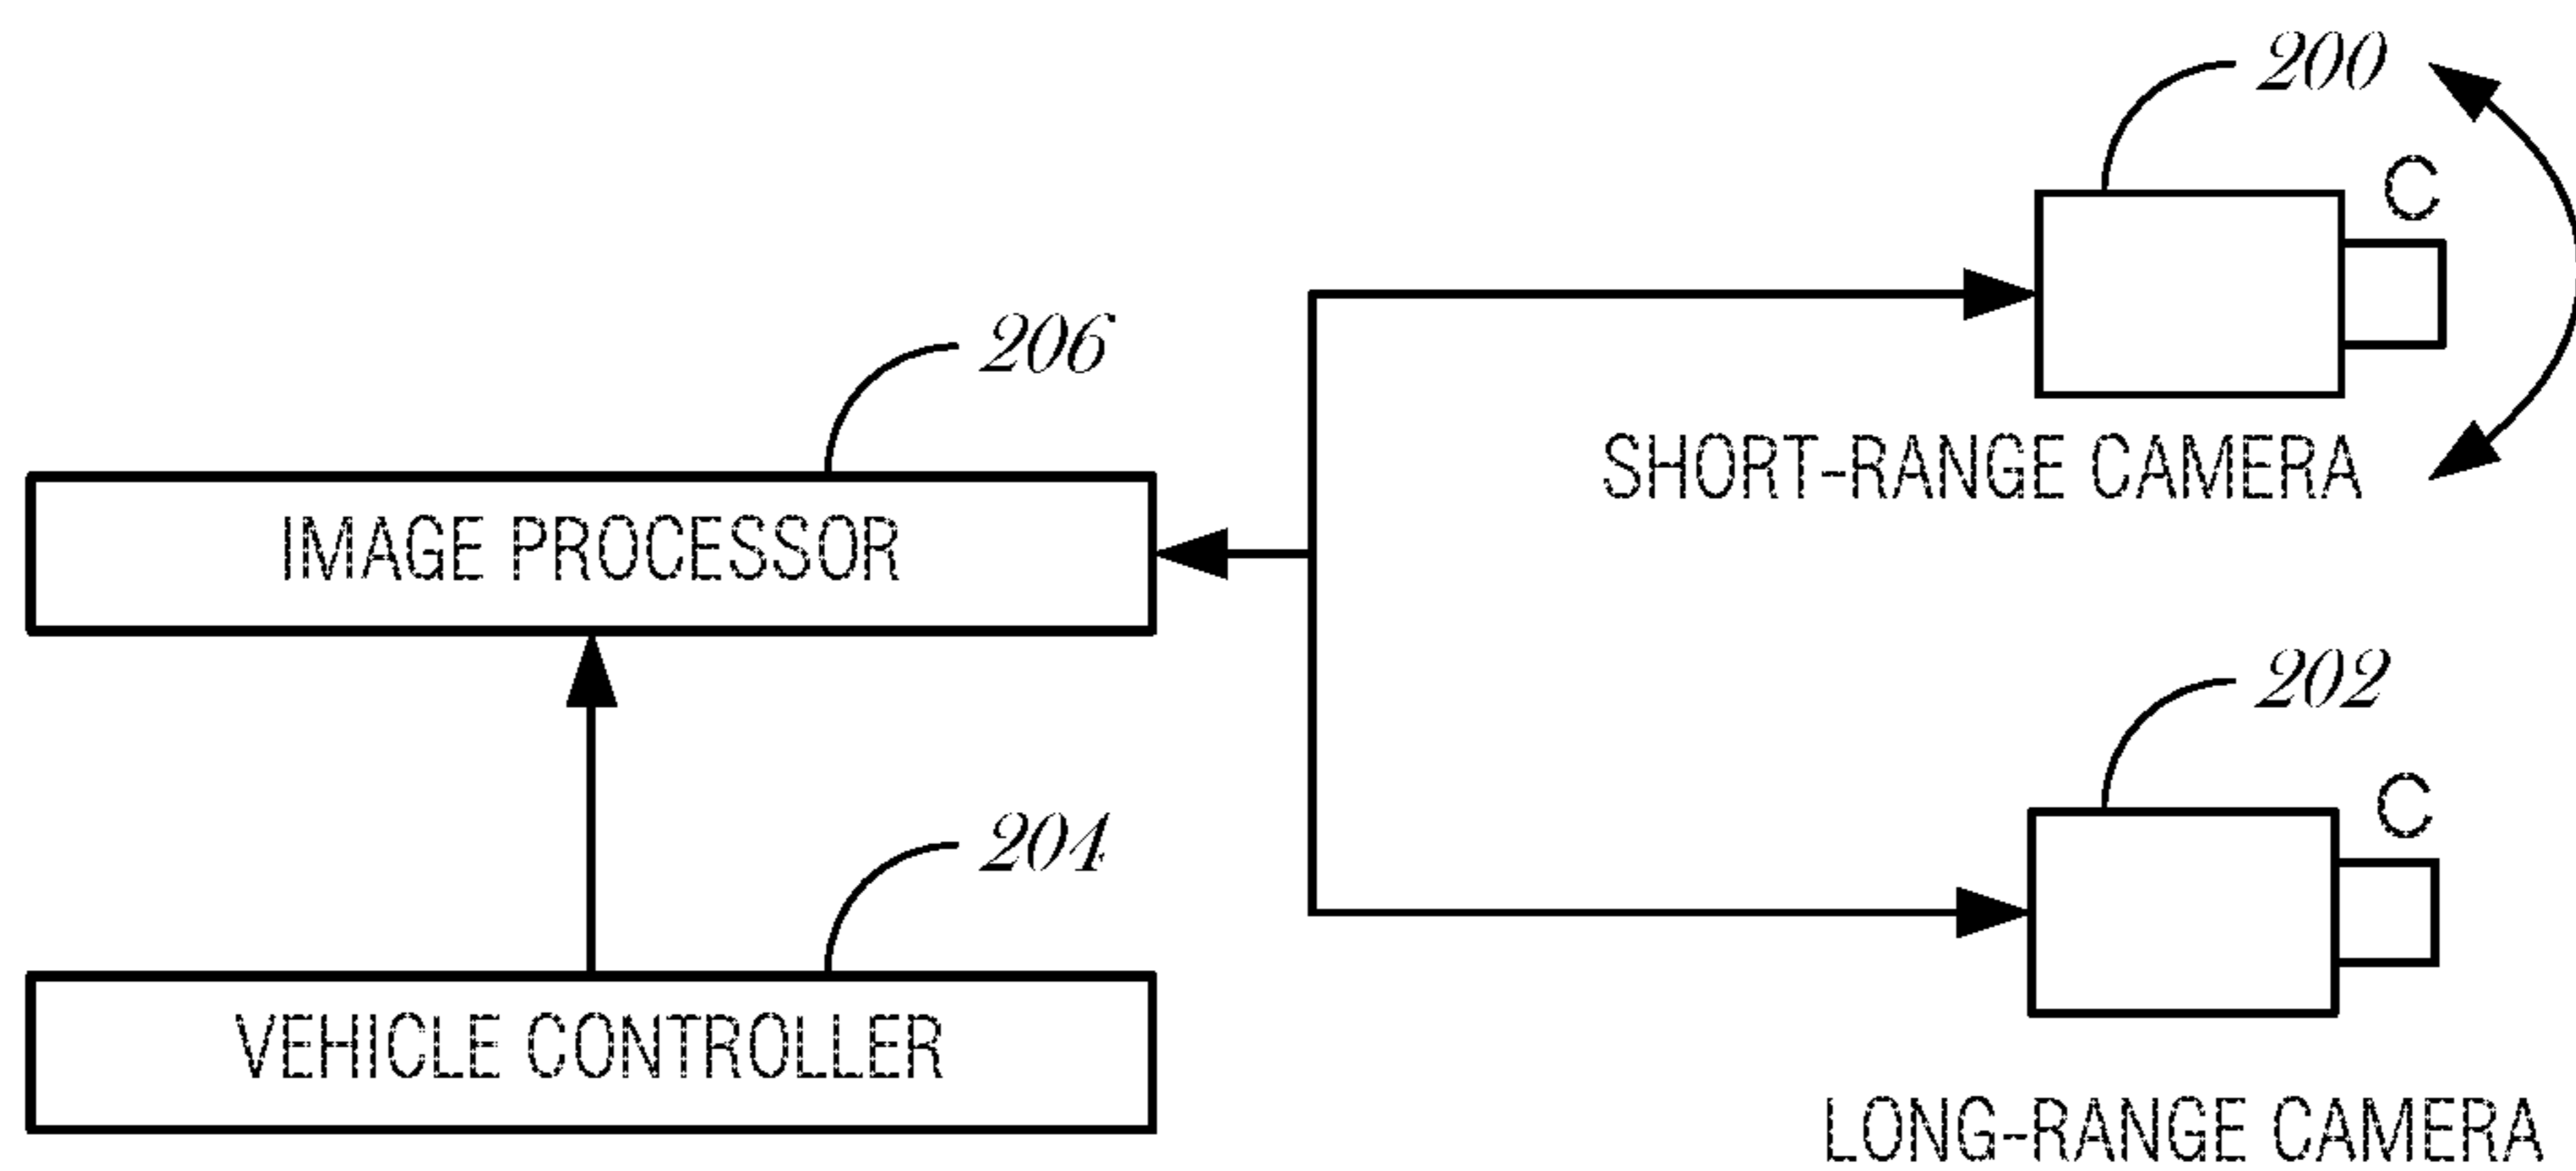 200
C
206
SHORT-RANGE CAMERA
IMAGE PROCESSOR
202
C
204
VEHICLE CONTROLLER
LONG-RANGE CAMERA